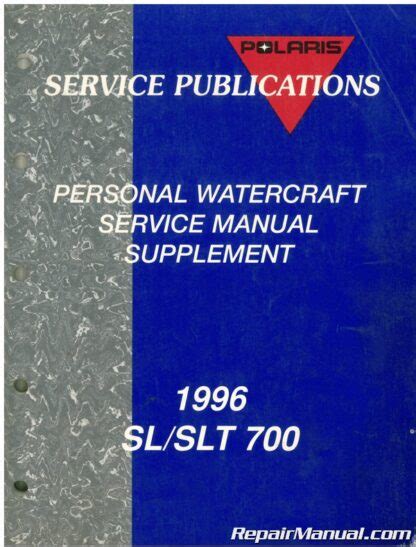 POLARIS
SERVICE PUBLICATIONS
PERSONAL WATERCRAFT
SERVICE MANUAL
SUPPLEMENT
1996
SL/SLT 700
RepairManual.com